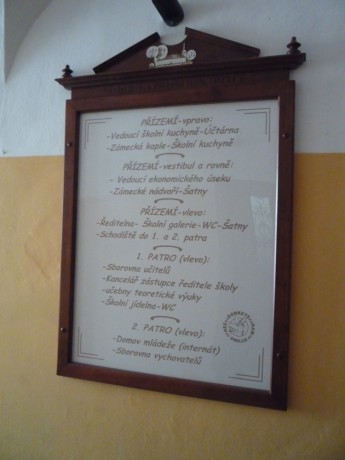 PŘÍZEMÍ-vpravo:
-Vedoucí školní kuchyně-Účtárna
-Zámecká kaple-Školní kuchyně
PŘÍZEMÍ-vestibul a rovně:
- Vedoucí ekonomického úseku
-Zámecké nádvoří-Šatny
PŘÍZEMÍ-vlevo:
-Ředitelna- Školní galerie-WC-Šatny
-Schodiště do 1. a 2. patra
1. PATRO (vlevo):
-Sborovna učitelů
-Kancelář zástupce ředitele školy
-učebny teoretické výuky
-Školní jídelna-WC
2. PATRO (vlevo):
-Domov mládeže (internát)
-Sborovna vychovatelů